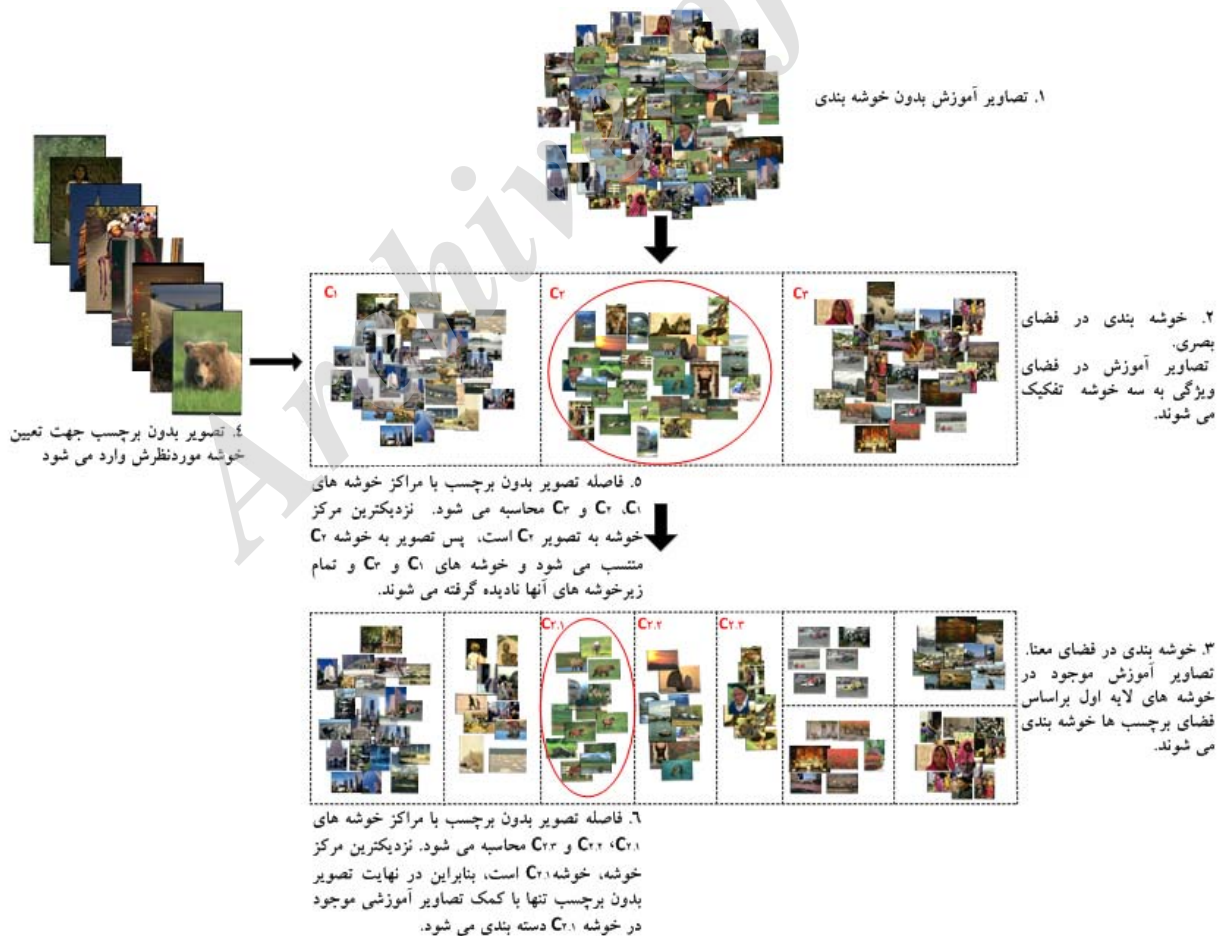 ۱. تصاویر آموزش بدون خوشه بندی
C۱
C۲
C۳
۲. خوشه بندی در فضای
بصری.
تصاویر آموزش در فضای
ویژگی به سه خوشه تفکیک
می شوند.
٤. تصویر بدون برچسب جهت تعیین
خوشه موردنظرش وارد می شود
۵. فاصله تصویر بدون برچسب با مراکز خوشه های
C۱، C۲ و C۳ محاسبه می شود. نزدیکترین مرکز
خوشه به تصویر C۲ است، پس تصویر به خوشه C۲
منتسب می شود و خوشه های C۱ و C۳ و تمام
زیرخوشه های آنها نادیده گرفته می شوند.
C۲.۱
C۲.۲
C۲.۳
۳. خوشه بندی در فضای معنا.
تصاویر آموزش موجود در
خوشه های لایه اول براساس
فضای برچسب ها خوشه بندی
می شوند.
٦. فاصله تصویر بدون برچسب با مراکز خوشه های
C۲.۱، C۲.۲ و C۲.۳ محاسبه می شود. نزدیکترین مرکز
خوشه، خوشه C۲.۱ است، بنابراین در نهایت تصویر
بدون برچسب تنها با کمک تصاویر آموزشی موجود
در خوشه C۲.۱ دسته بندی می شود.
Archive of